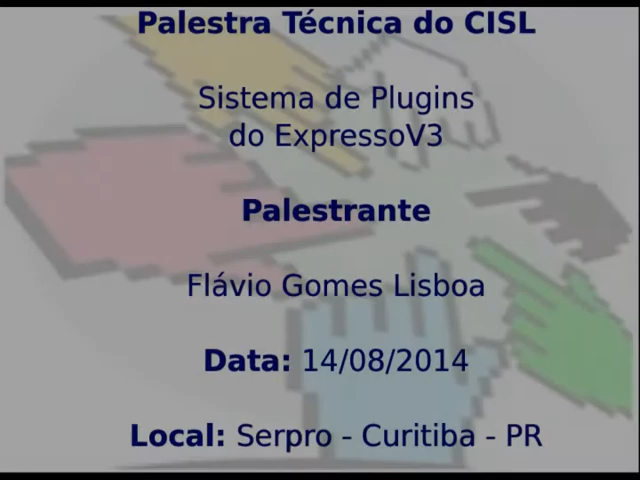 Palestra Técnica do CISL
Sistema de Plugins
do ExpressoV3
Palestrante
Flávio Gomes Lisboa
Data: 14/08/2014
Local: Serpro - Curitiba - PR